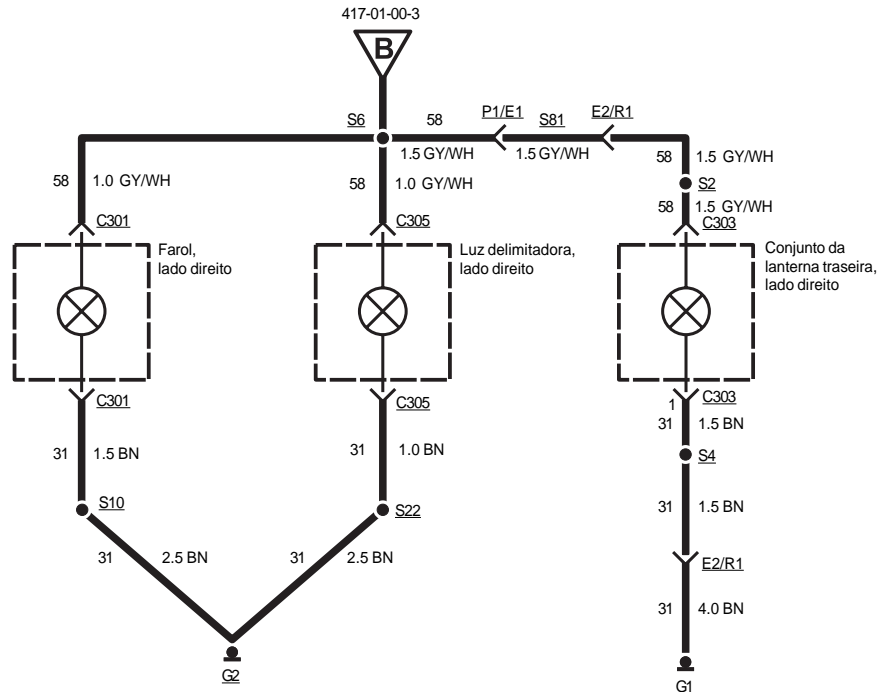 417-01-00-3
B
S6
58
P1/E1
S81
E2/R1
1.5 GY/WH
1.5 GY/WH
58
1.0 GY/WH
58
1.0 GY/WH
58
1.5 GY/WH
S2
58
1.5 GY/WH
C301
C305
C303
Farol,
lado direito
Luz delimitadora,
lado direito
Conjunto da
lanterna traseira,
lado direito
C301
C305
1
C303
31
1.5 BN
31
1.0 BN
31
1.5 BN
S4
S10
S22
31
1.5 BN
31
2.5 BN
31
2.5 BN
E2/R1
31
4.0 BN
G2
G1